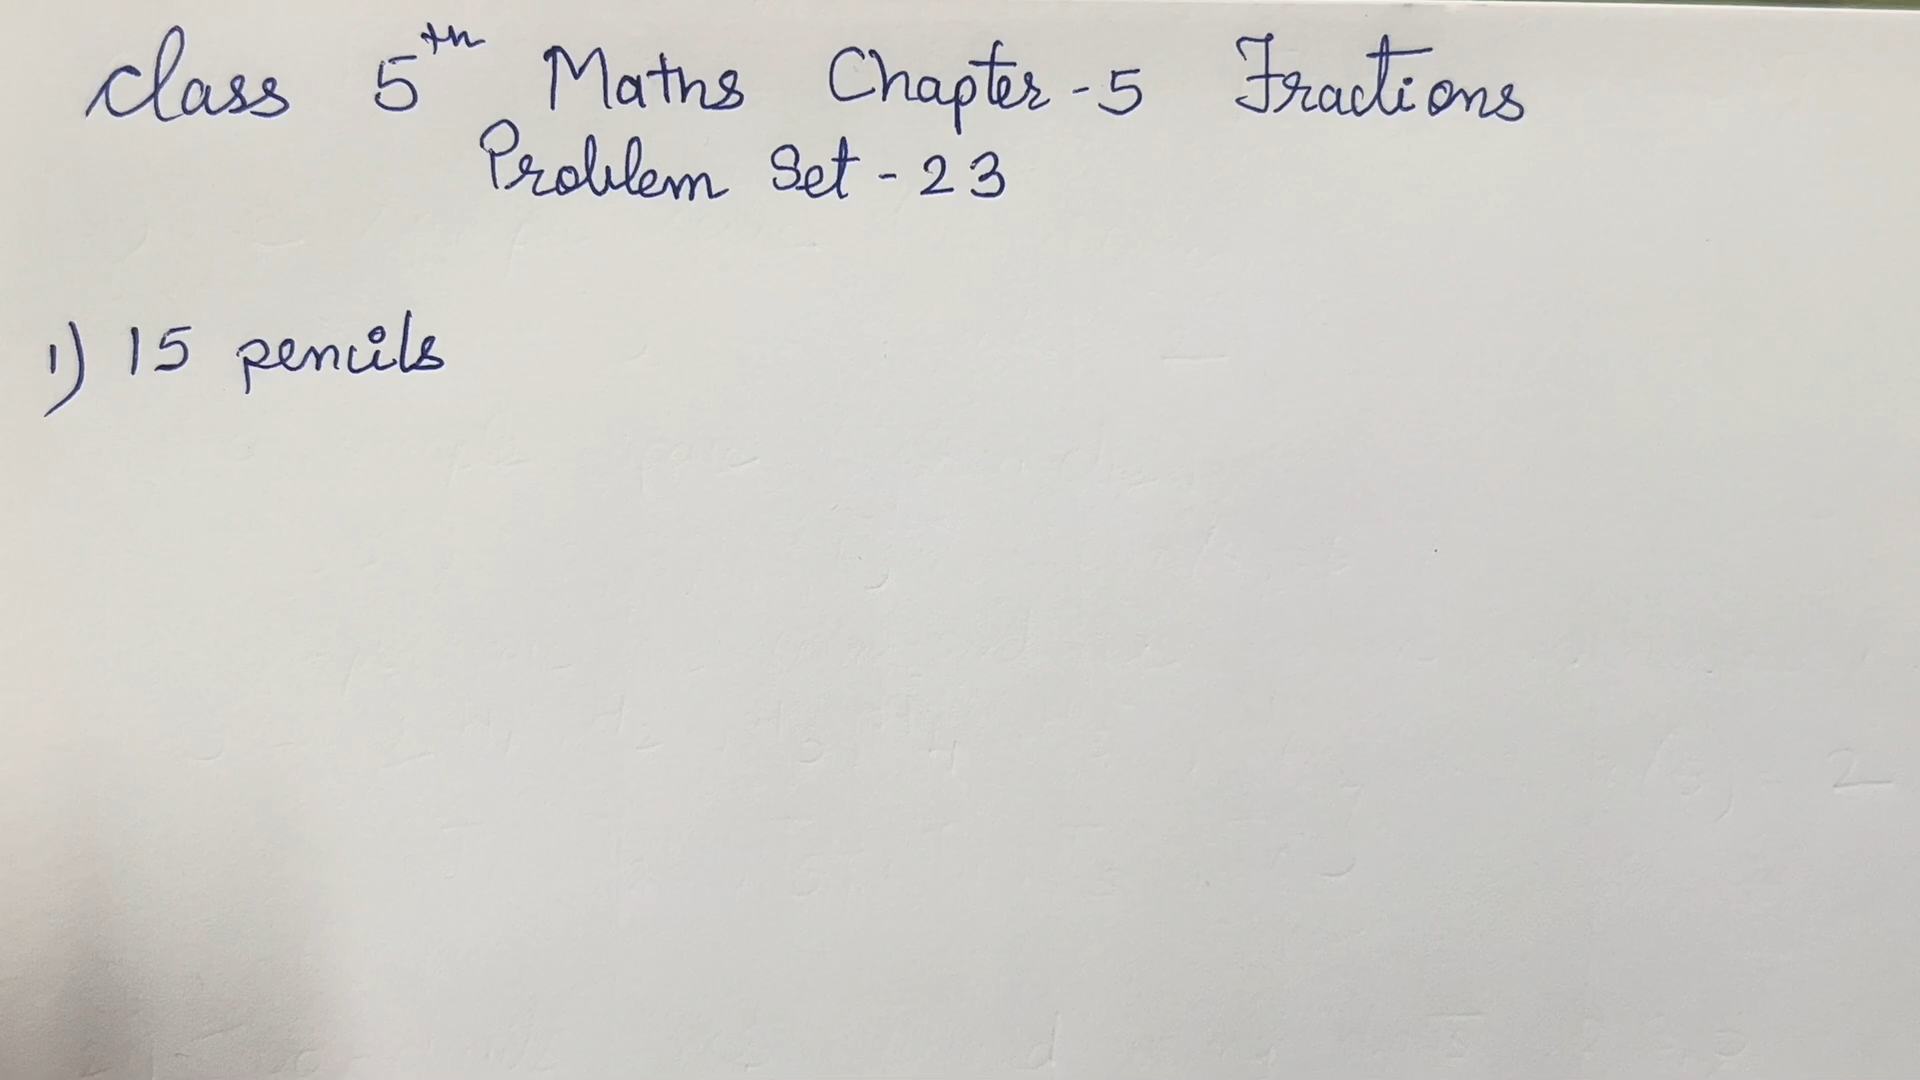 Class 5th Maths Chapter-5 Fractions
Problem Set-23
1) 15 pencils